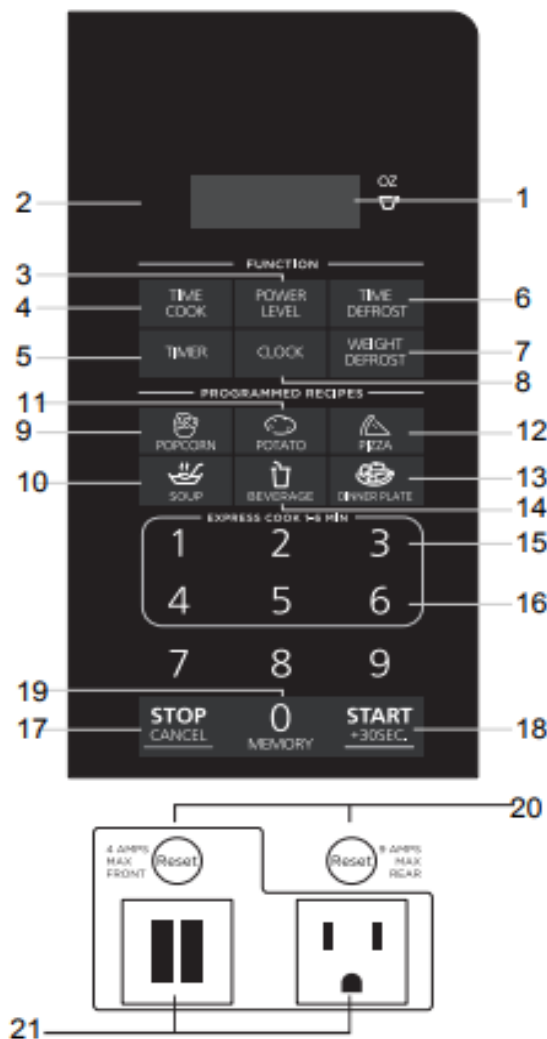 OZ
2
1
FUNCTION
3
TIME COOK
POWER LEVEL
TIME DEFROST
4
6
TIMER
CLOCK
WEIGHT DEFROST
5
7
8
PROGRAMMED RECIPES
11
POPCORN
POTATO
PIZZA
9
12
SOUP
BEVERAGE
DINNER PLATE
10
13
14
EXPRESS COOK 1-6 MIN
1 2 3
15
4 5 6
16
7 8 9
19
STOP CANCEL
0 MEMORY
START +30SEC.
17
18
20
4 AMPS MAX FRONT
Reset
Reset
9 AMPS MAX REAR
21